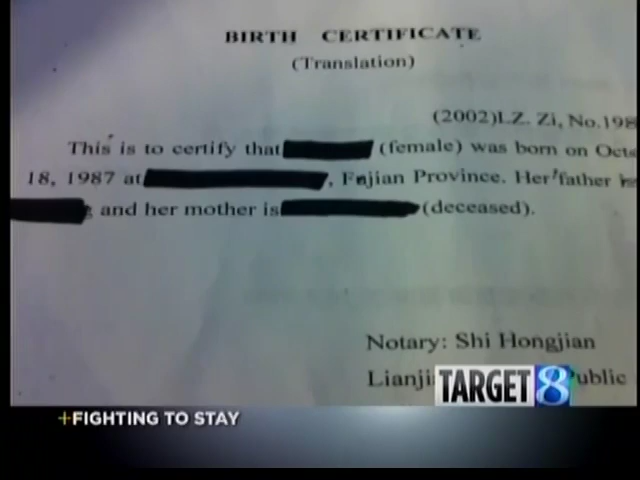 BIRTH CERTIFICATE
(Translation)
(2002)LZ. Zi, No.198
This is to certify that (female) was born on Octo
18, 1987 at , Fujian Province. Her father is
and her mother is (deceased).
Notary: Shi Hongjian
Lianji Public
TARGET 8
+FIGHTING TO STAY